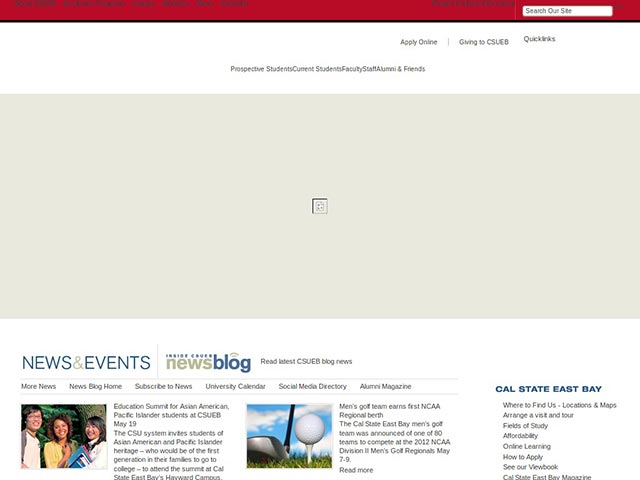 Search Our Site
Apply Online
Giving to CSUEB
Quicklinks
Prospective StudentsCurrent StudentsFacultyStaffAlumni & Friends
NEWS&EVENTS
INSIDE CSUEB
newsblog
Read latest CSUEB blog news
More News
News Blog Home
Subscribe to News
University Calendar
Social Media Directory
Alumni Magazine
Education Summit for Asian American,
Pacific Islander students at CSUEB
May 19
The CSU system invites students of
Asian American and Pacific Islander
heritage – who would be of the first
generation in their families to go to
college – to attend the summit at Cal
State East Bay's Hayward Campus.
Men's golf team earns first NCAA
Regional berth
The Cal State East Bay men's golf
team was announced of one of 80
teams to compete at the 2012 NCAA
Division II Men's Golf Regionals May
7-9.
Read more
CAL STATE EAST BAY
Where to Find Us - Locations & Maps
Arrange a visit and tour
Fields of Study
Affordability
Online Learning
How to Apply
See our Viewbook
Cal State East Bay Magazine